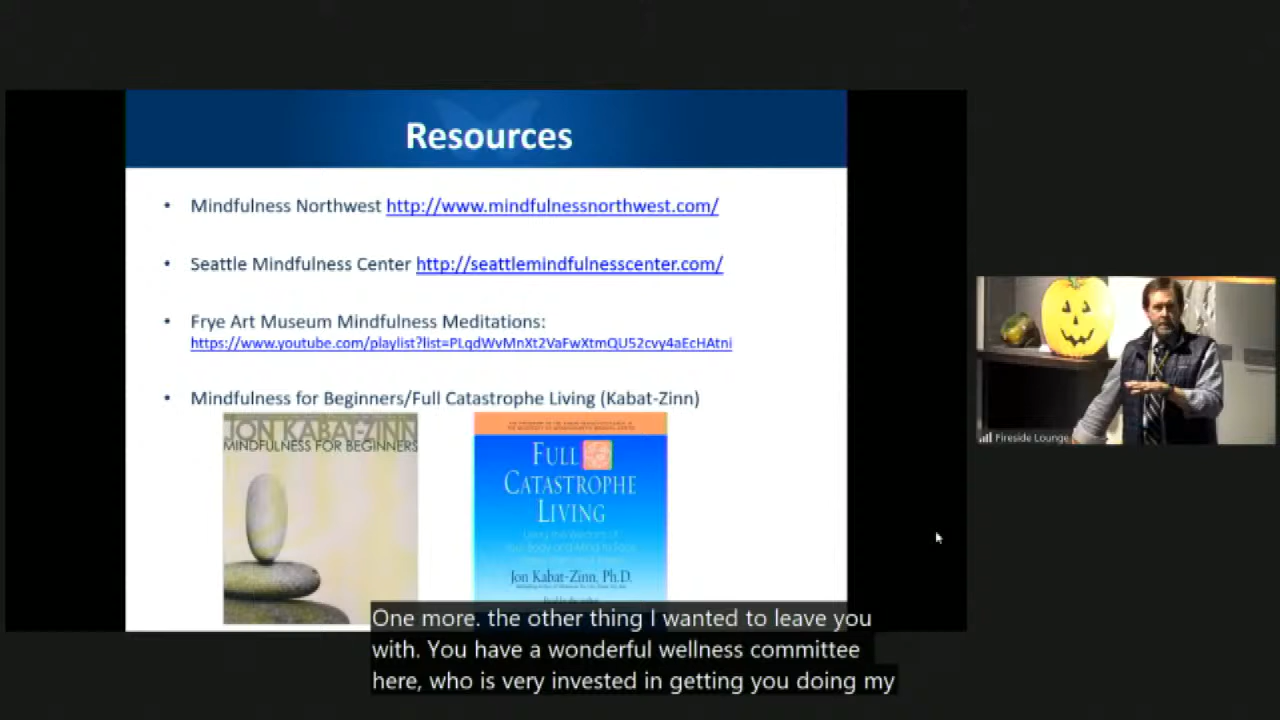 Resources
• Mindfulness Northwest http://www.mindfulnessnorthwest.com/
• Seattle Mindfulness Center http://seattlemindfulnesscenter.com/
• Frye Art Museum Mindfulness Meditations:
https://www.youtube.com/playlist?list=PLqdWvMnXt2VaFwXtmQU52cvy4aEcHAtni
• Mindfulness for Beginners/Full Catastrophe Living (Kabat-Zinn)
JON KABAT-ZINN
MINDFULNESS FOR BEGINNERS
FULL
CATASTROPHE
LIVING
Jon Kabat-Zinn, Ph.D.
Fireside Lounge
One more. the other thing I wanted to leave you
with. You have a wonderful wellness committee
here, who is very invested in getting you doing my